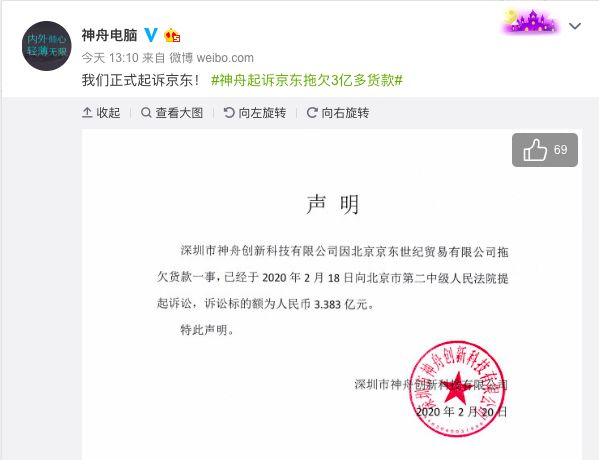 内外倾心
轻薄无限
神舟电脑
今天 13:10 来自 微博 weibo.com
我们正式起诉京东！ #神舟起诉京东拖欠3亿多货款#
收起 查看大图 向左旋转 向右旋转
69
声 明
深圳市神舟创新科技有限公司因北京京东世纪贸易有限公司拖
欠货款一事，已经于 2020 年 2 月 18 日向北京市第二中级人民法院提
起诉讼，诉讼标的额为人民币 3.383 亿元。
特此声明。
深圳市神舟创新科技有限公司
深圳市神舟创新科技有限公司
2020 年 2 月 20 日